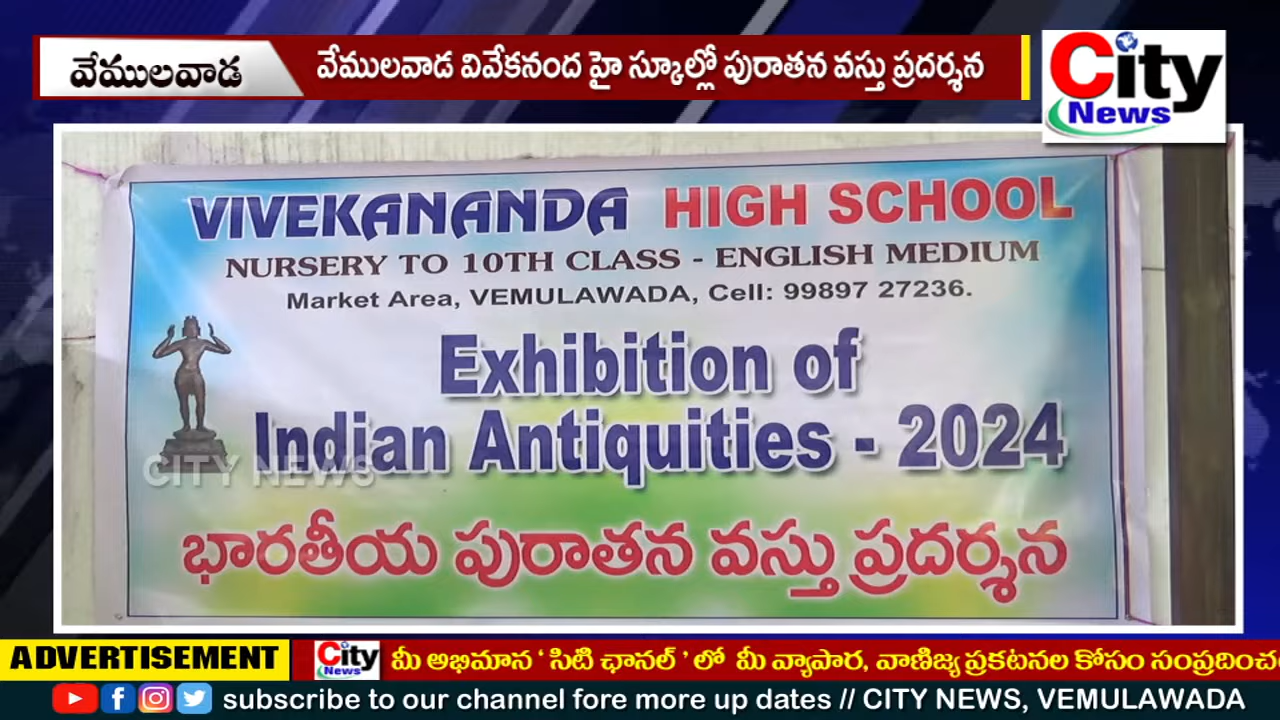 వేములవాడ
వేములవాడ వివేకనంద హై స్కూల్లో పురాతన వస్తు ప్రదర్శన
City
News
VIVEKANANDA HIGH SCHOOL
NURSERY TO 10TH CLASS - ENGLISH MEDIUM
Market Area, VEMULAWADA, Cell: 99897 27236.
Exhibition of
Indian Antiquities - 2024
CITY NEWS
భారతీయ పురాతన వస్తు ప్రదర్శన
ADVERTISEMENT
City
News
మీ అభిమాన ‘ సిటి ఛానల్ ’ లో మీ వ్యాపార, వాణిజ్య ప్రకటనల కోసం సంప్రదించ
subscribe to our channel fore more up dates // CITY NEWS, VEMULAWADA